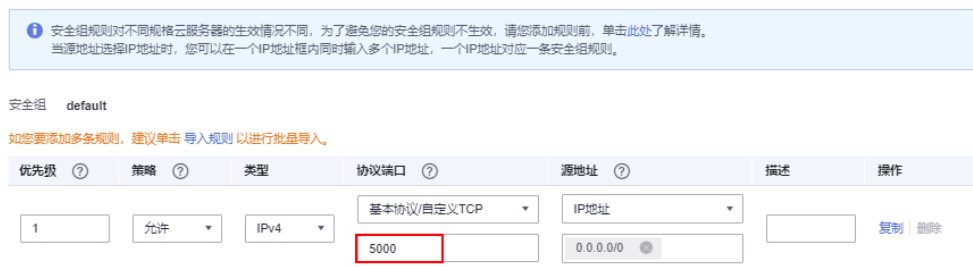 安全组规则对不同规格云服务器的生效情况不同，为了避免您的安全组规则不生效，请您添加规则前，单击此处了解详情。
当源地址选择IP地址时，您可以在一个IP地址框内同时输入多个IP地址，一个IP地址对应一条安全组规则。
安全组 default
如您要添加多条规则，建议单击 导入规则 以进行批量导入。
优先级 策略 类型 协议端口 源地址 描述 操作
基本协议/自定义TCP IP地址
1 允许 IPv4 复制 删除
5000 0.0.0.0/0